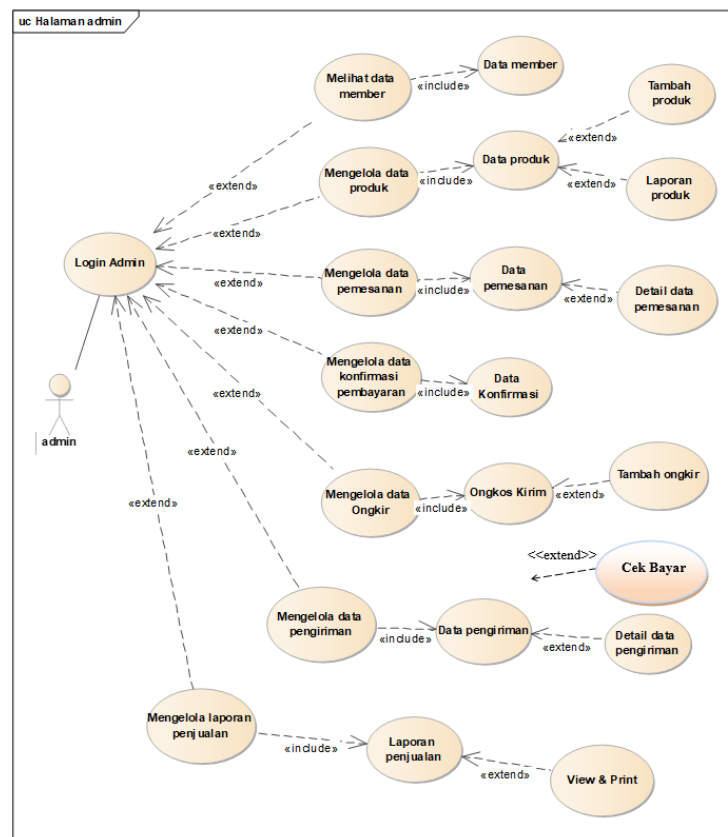 uc Halaman admin
Melihat data
member
«include»
Data member
Tambah
produk
«extend»
«extend»
Mengelola data
produk
«include»
Data produk
«extend»
Laporan
produk
«extend»
Login Admin
«extend»
Mengelola data
pemesanan
«include»
Data
pemesanan
«extend»
Detail data
pemesanan
«extend»
Mengelola data
konfirmasi
pembayaran
«include»
Data
Konfirmasi
«extend»
admin
«extend»
Mengelola data
Ongkir
«include»
Ongkos Kirim
«extend»
Tambah ongkir
«extend»
<<extend>>
Cek Bayar
Mengelola data
pengiriman
«include»
Data pengiriman
«extend»
Detail data
pengiriman
Mengelola laporan
penjualan
«include»
Laporan
penjualan
«extend»
View & Print